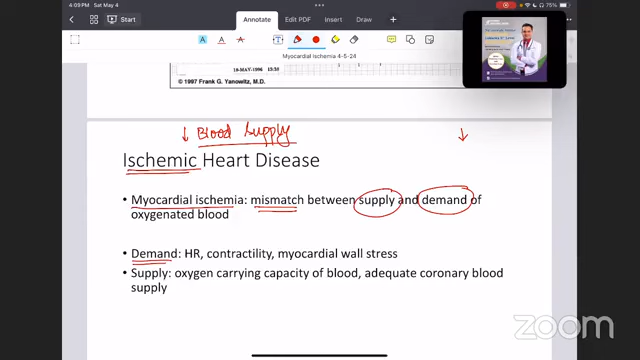 4:09 PM Sat May 4
75%
Annotate Edit PDF Insert Draw
Myocardial Ischemia 4-5-24
18-MAY-1996 13:38
© 1997 Frank G. Yanowitz, M.D.
↓ Blood Supply ↓
Ischemic Heart Disease
• Myocardial ischemia: mismatch between supply and demand of
oxygenated blood
• Demand: HR, contractility, myocardial wall stress
• Supply: oxygen carrying capacity of blood, adequate coronary blood
supply
zoom